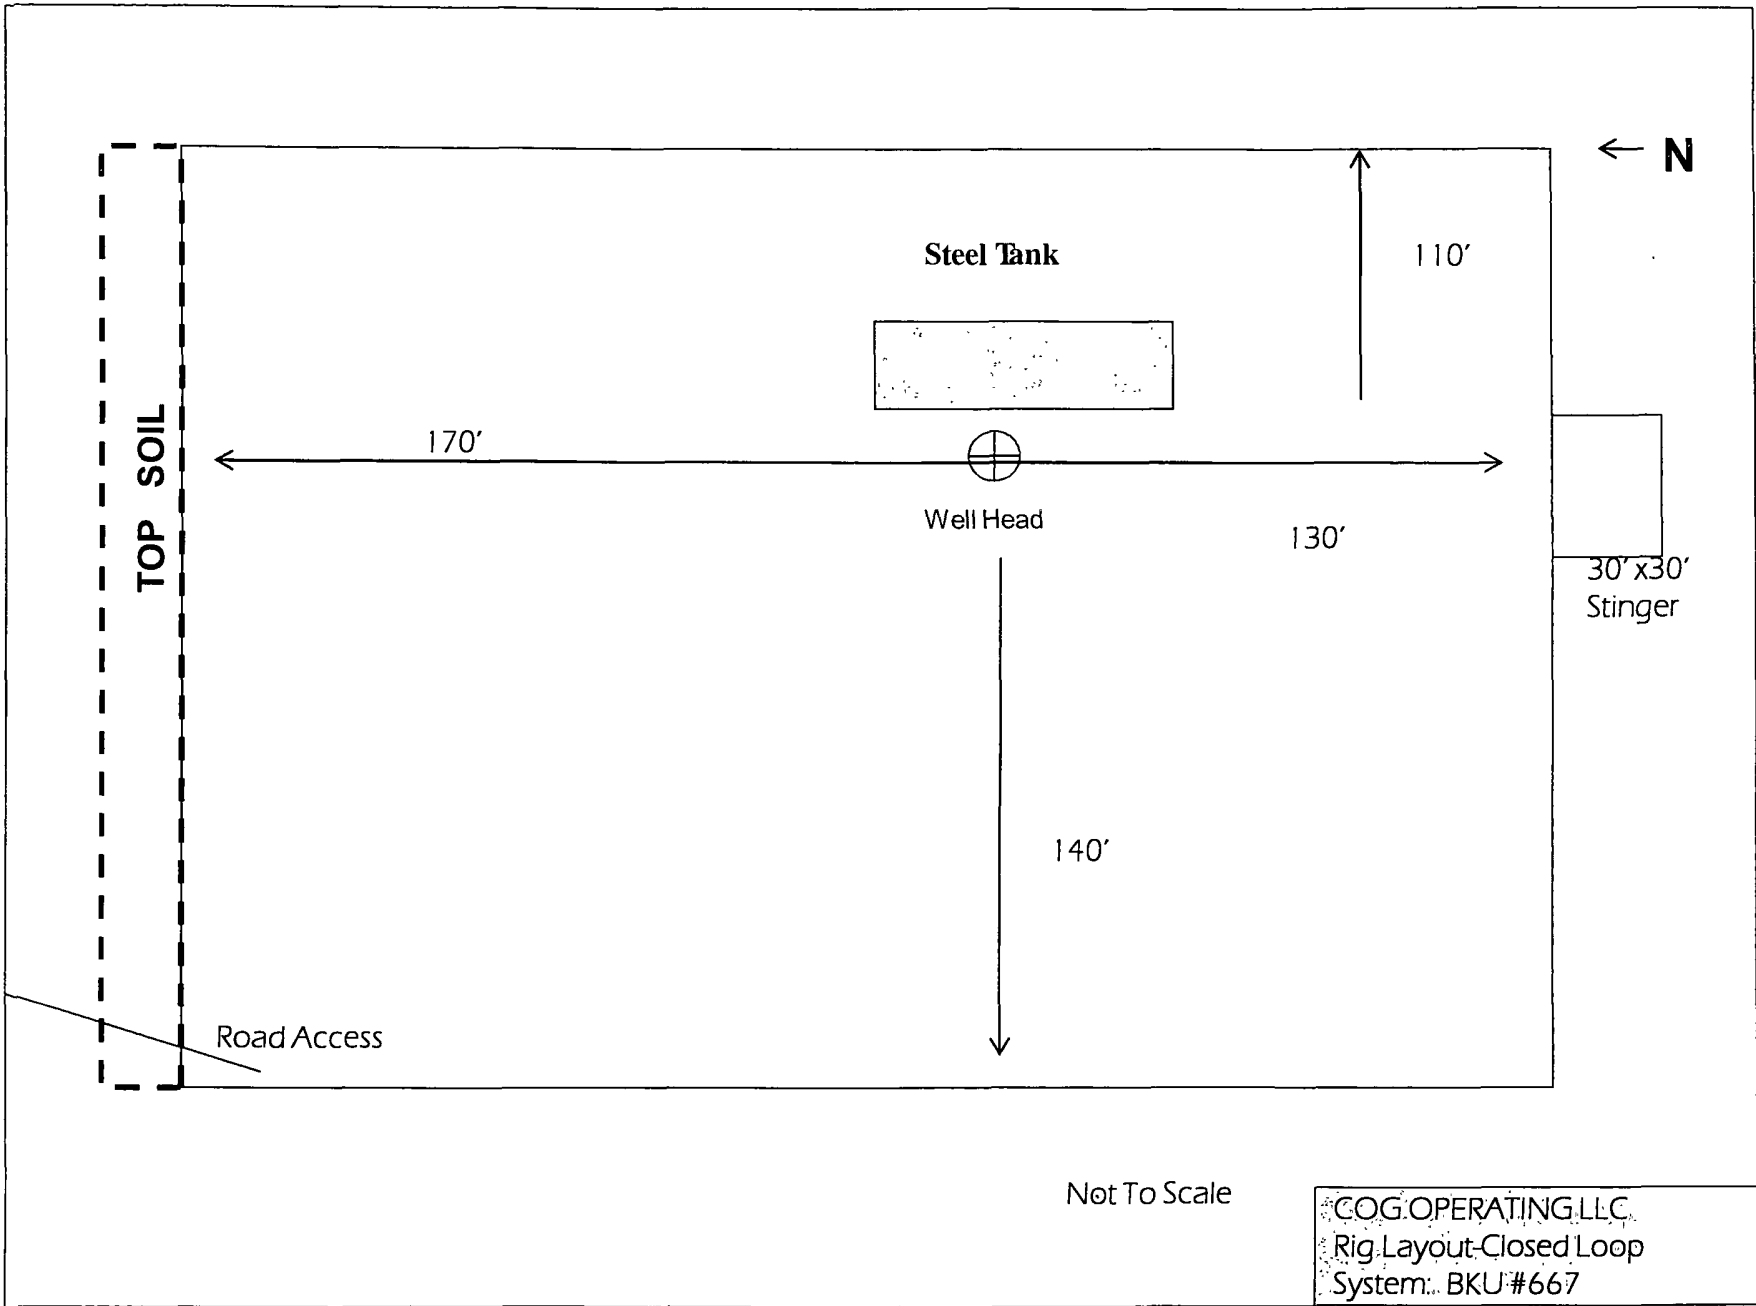 N
Steel Tank
110'
170'
TOP SOIL
Well Head
130'
30'x30'
Stinger
140'
Road Access
Not To Scale
COG OPERATING LLC
Rig Layout-Closed Loop
System: BKU #667